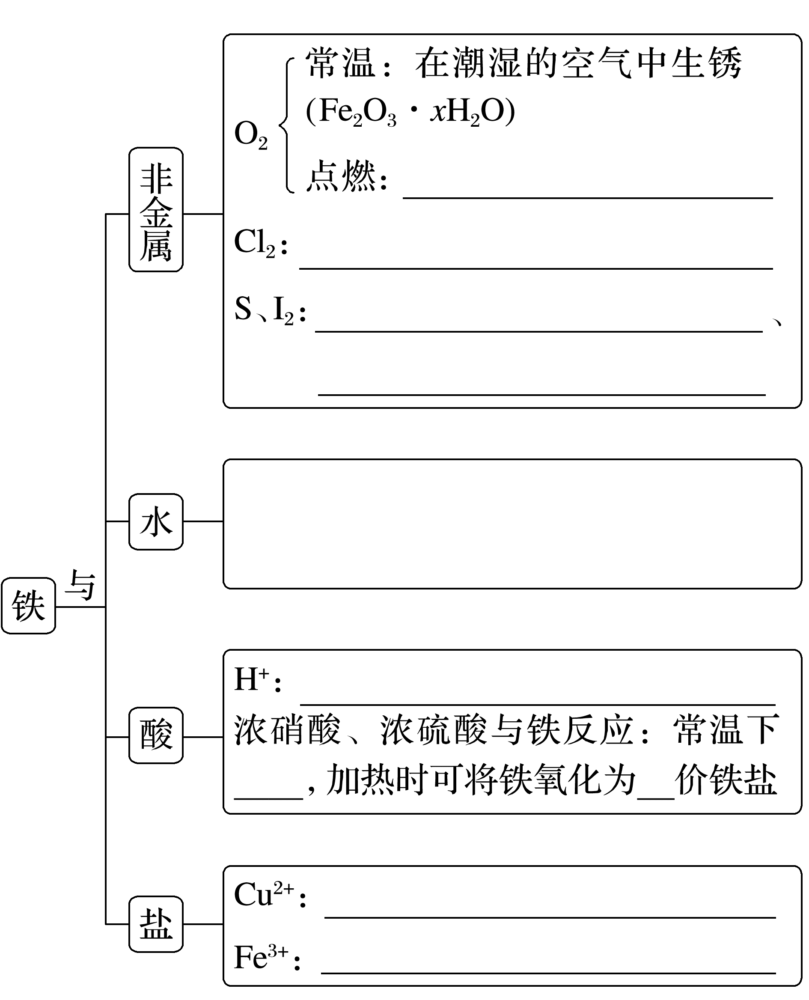 铁
与
非金属
O₂
常温：在潮湿的空气中生锈
(Fe₂O₃・xH₂O)
点燃：
Cl₂：
S、I₂：、
水
酸
H⁺：
浓硝酸、浓硫酸与铁反应：常温下
，加热时可将铁氧化为 价铁盐
盐
Cu²⁺：
Fe³⁺：